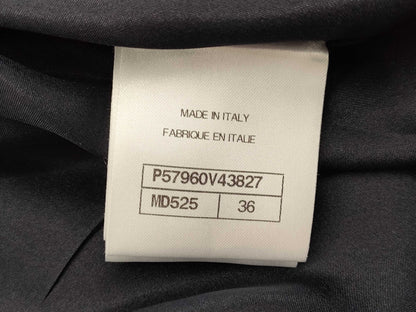 MADE IN ITALY
FABRIQUE EN ITALIE
P57960V43827
MD525 36